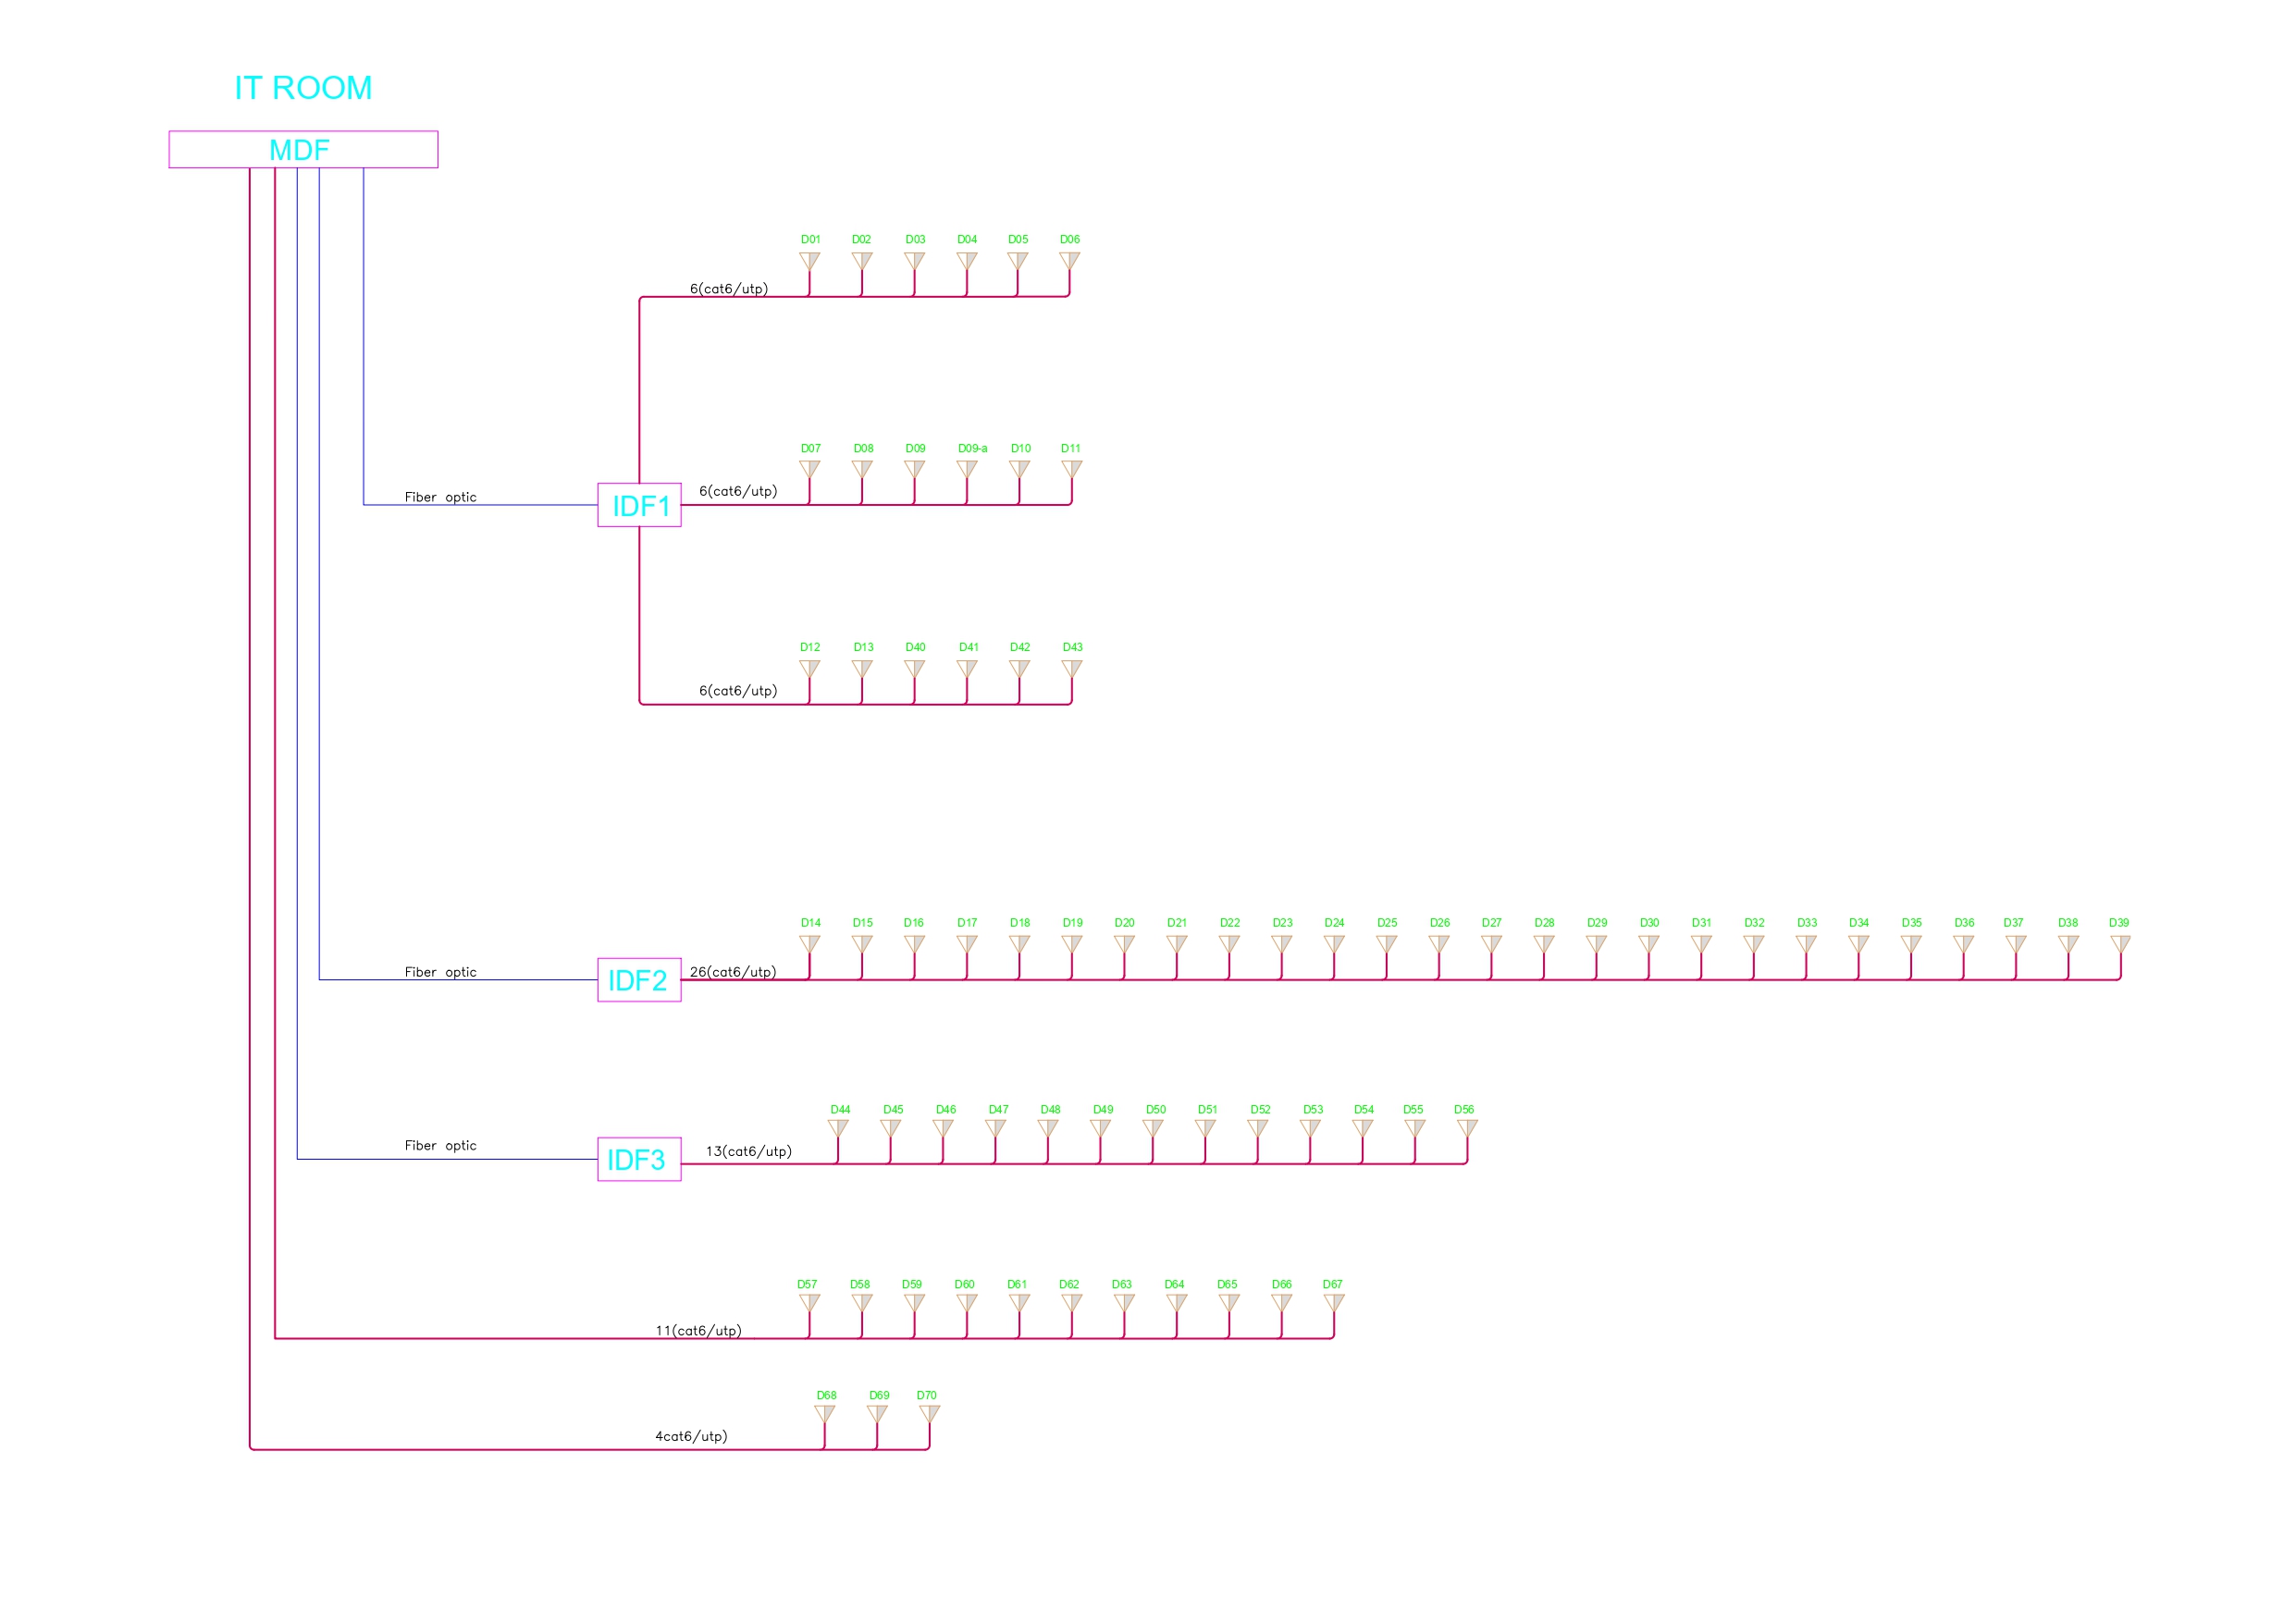 IT ROOM
MDF
D01 D02 D03 D04 D05 D06
6(cat6/utp)
D07 D08 D09 D09-a D10 D11
6(cat6/utp)
Fiber optic
IDF1
D12 D13 D40 D41 D42 D43
6(cat6/utp)
D14 D15 D16 D17 D18 D19 D20 D21 D22 D23 D24 D25 D26 D27 D28 D29 D30 D31 D32 D33 D34 D35 D36 D37 D38 D39
Fiber optic
IDF2
26(cat6/utp)
D44 D45 D46 D47 D48 D49 D50 D51 D52 D53 D54 D55 D56
Fiber optic
IDF3
13(cat6/utp)
D57 D58 D59 D60 D61 D62 D63 D64 D65 D66 D67
11(cat6/utp)
D68 D69 D70
4cat6/utp)